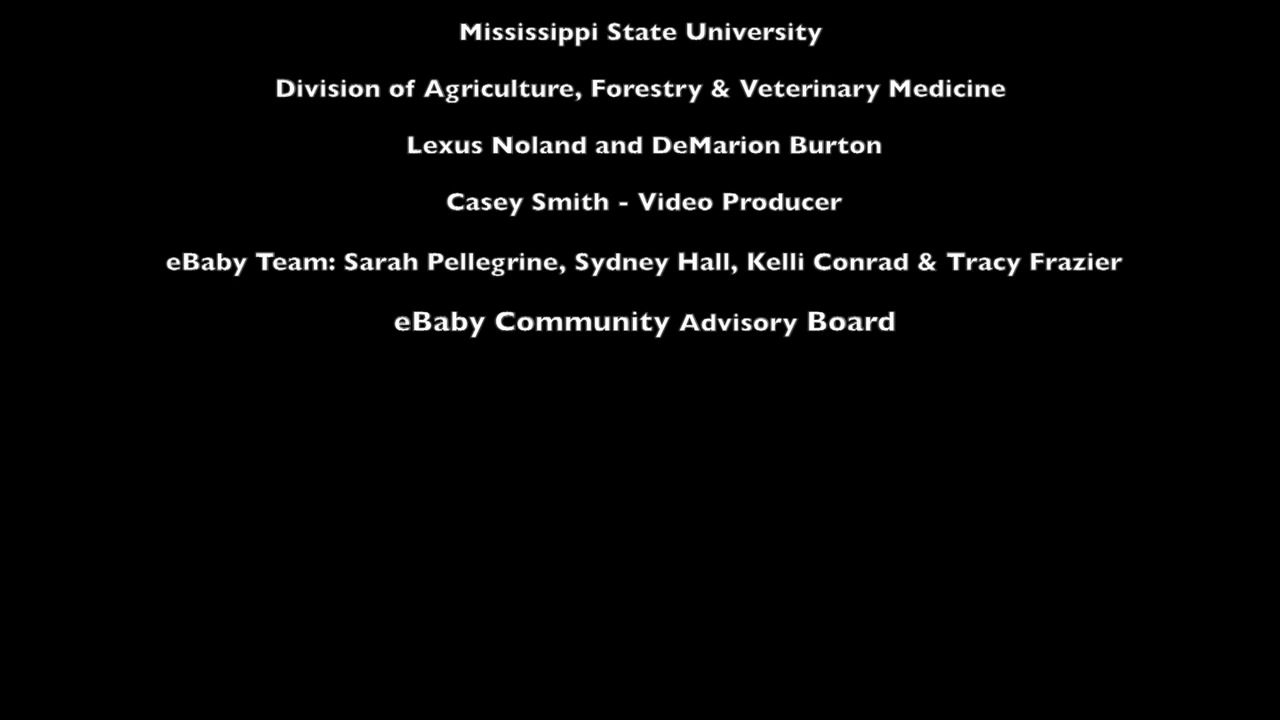 Mississippi State University
Division of Agriculture, Forestry & Veterinary Medicine
Lexus Noland and DeMarion Burton
Casey Smith - Video Producer
eBaby Team: Sarah Pellegrine, Sydney Hall, Kelli Conrad & Tracy Frazier
eBaby Community Advisory Board